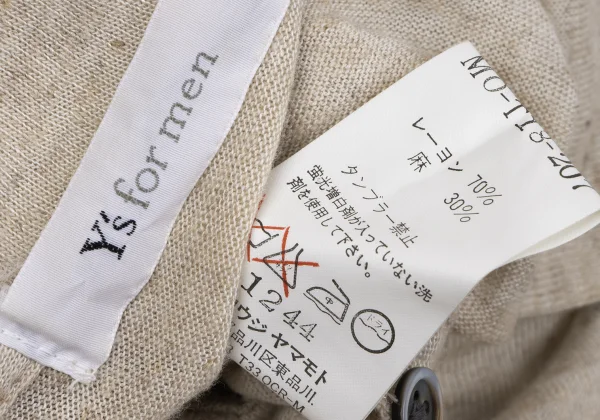 Y's for men
MO-T18-207
レーヨン 70%
麻 30%
タンブラー禁止
蛍光増白剤が入っていない洗
剤を使用して下さい。
中
ドライ
1244
ウジ ヤマモト
品川区東品川
T33 OCR-M